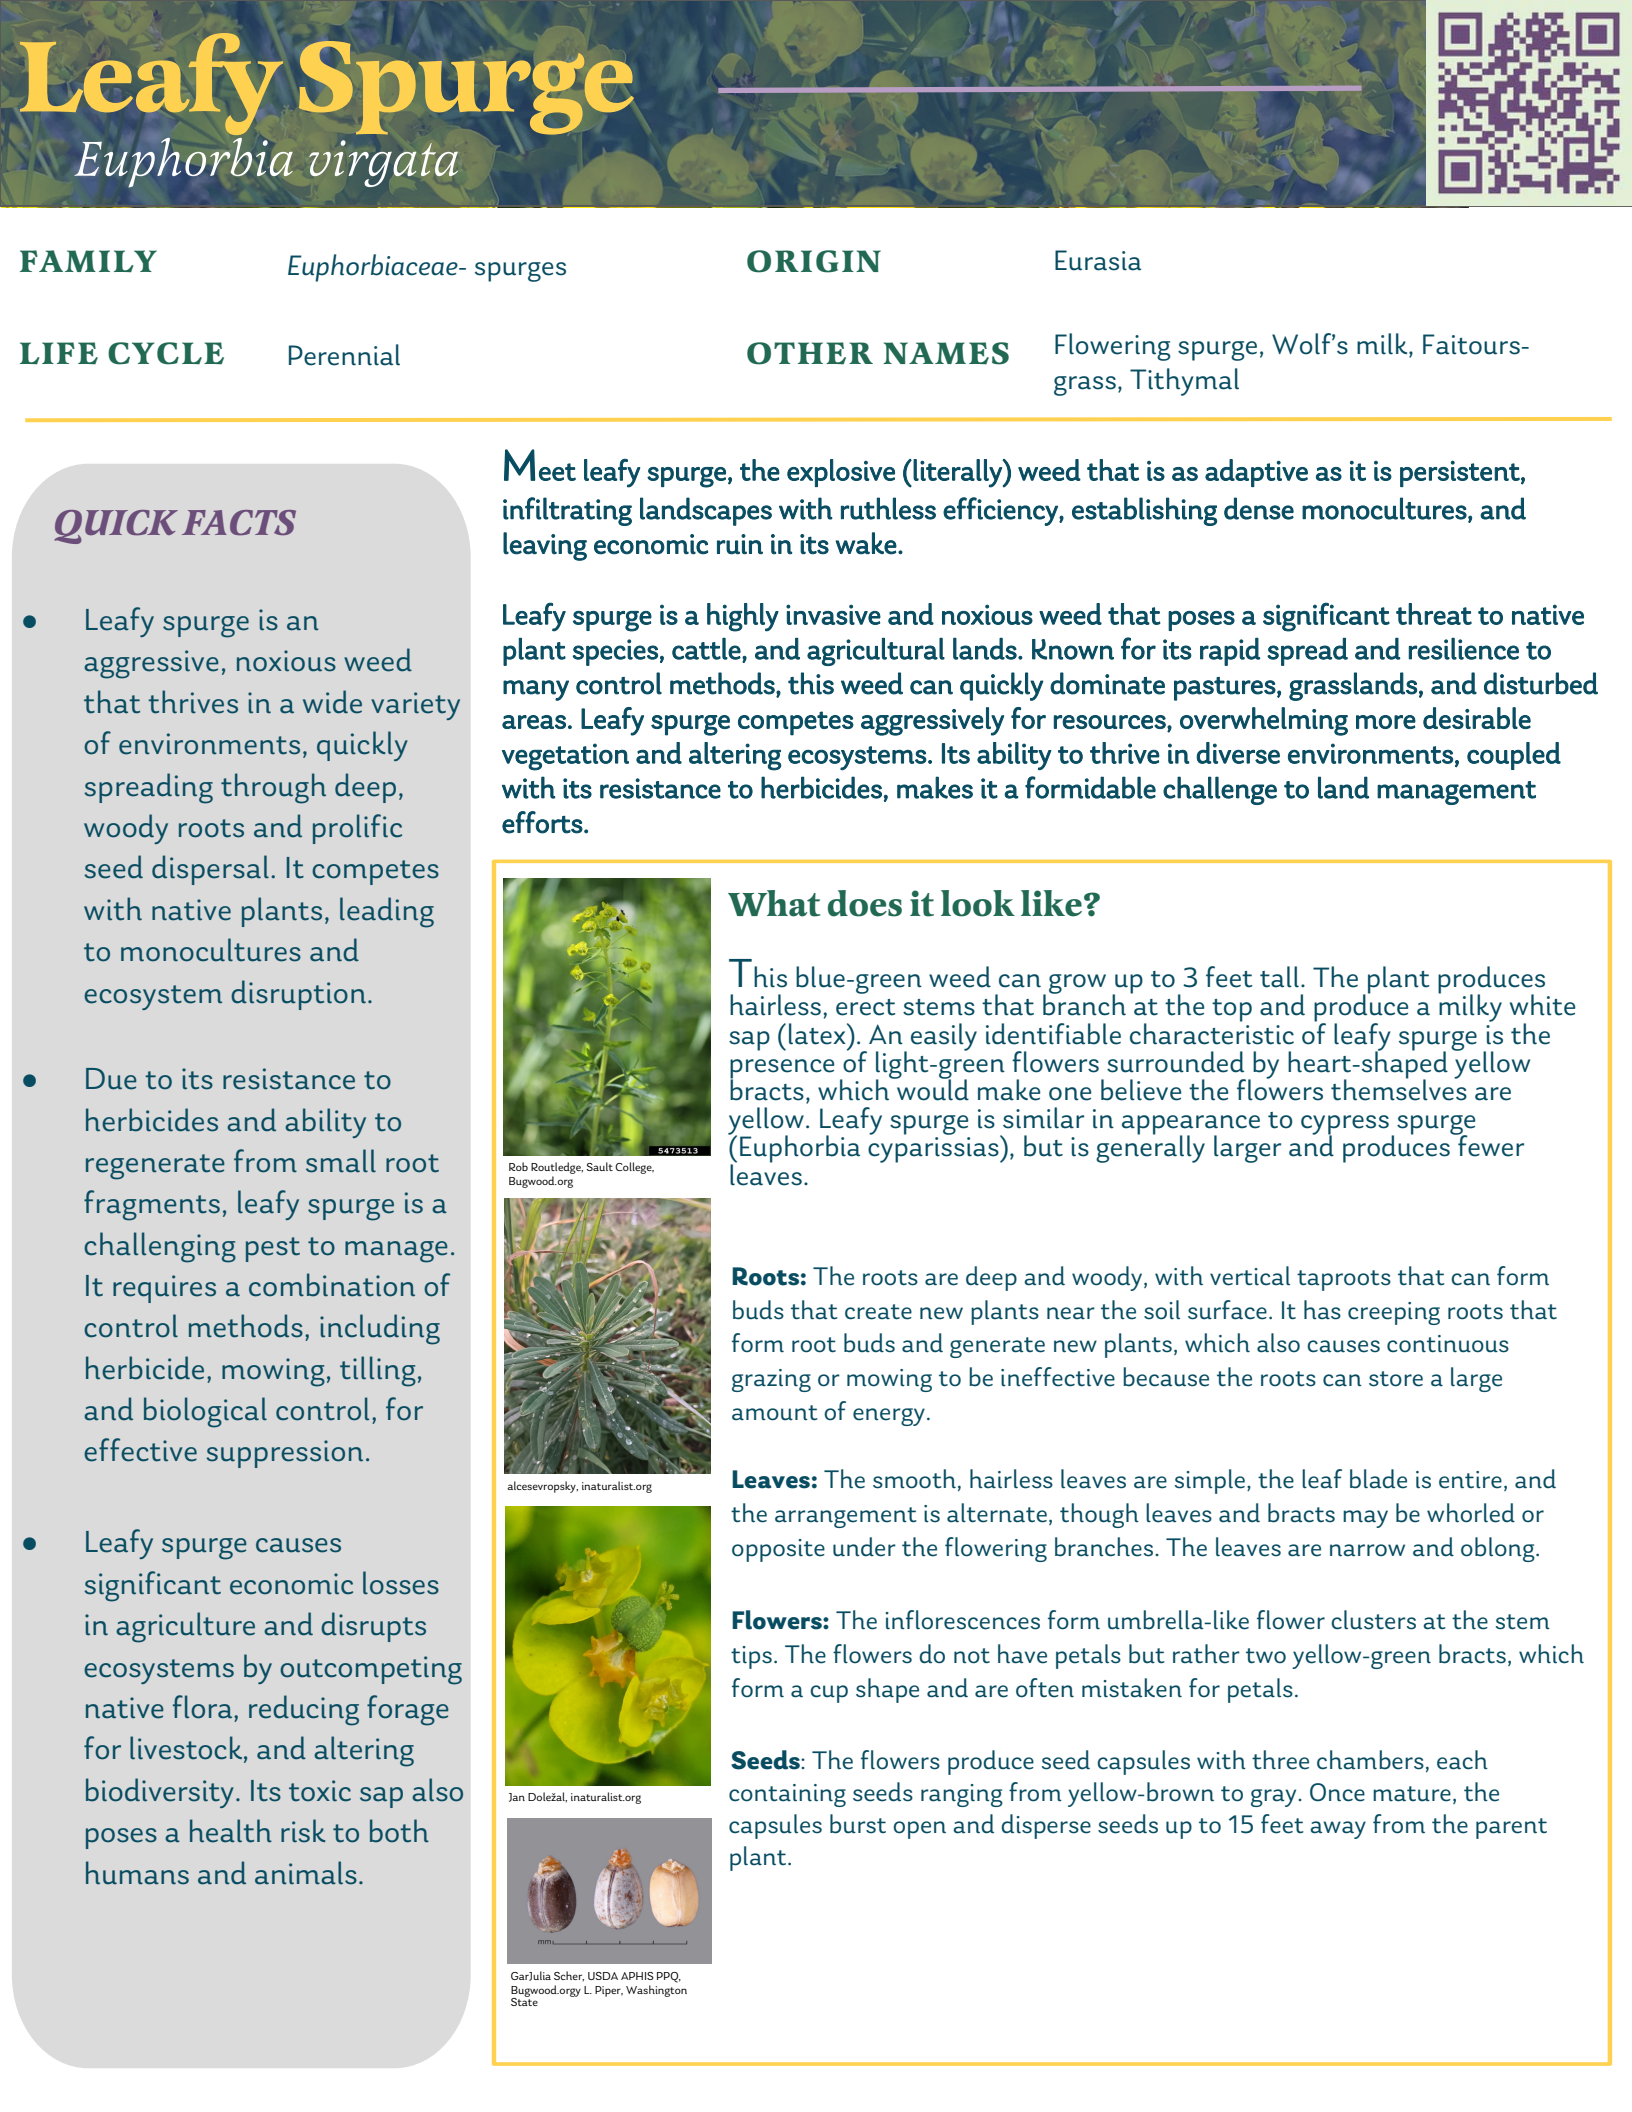 Leafy Spurge
Euphorbia virgata
FAMILY
Euphorbiaceae- spurges
ORIGIN
Eurasia
LIFE CYCLE
Perennial
OTHER NAMES
Flowering spurge, Wolf's milk, Faitours-
grass, Tithymal
QUICK FACTS
● Leafy spurge is an
aggressive, noxious weed
that thrives in a wide variety
of environments, quickly
spreading through deep,
woody roots and prolific
seed dispersal. It competes
with native plants, leading
to monocultures and
ecosystem disruption.
● Due to its resistance to
herbicides and ability to
regenerate from small root
fragments, leafy spurge is a
challenging pest to manage.
It requires a combination of
control methods, including
herbicide, mowing, tilling,
and biological control, for
effective suppression.
● Leafy spurge causes
significant economic losses
in agriculture and disrupts
ecosystems by outcompeting
native flora, reducing forage
for livestock, and altering
biodiversity. Its toxic sap also
poses a health risk to both
humans and animals.
Meet leafy spurge, the explosive (literally) weed that is as adaptive as it is persistent,
infiltrating landscapes with ruthless efficiency, establishing dense monocultures, and
leaving economic ruin in its wake.
Leafy spurge is a highly invasive and noxious weed that poses a significant threat to native
plant species, cattle, and agricultural lands. Known for its rapid spread and resilience to
many control methods, this weed can quickly dominate pastures, grasslands, and disturbed
areas. Leafy spurge competes aggressively for resources, overwhelming more desirable
vegetation and altering ecosystems. Its ability to thrive in diverse environments, coupled
with its resistance to herbicides, makes it a formidable challenge to land management
efforts.
5473513
Rob Routledge, Sault College,
Bugwood.org
alcesevropsky, inaturalist.org
Jan Doležal, inaturalist.org
mm
GarJulia Scher, USDA APHIS PPQ,
Bugwood.orgy L. Piper, Washington
State
What does it look like?
This blue-green weed can grow up to 3 feet tall. The plant produces
hairless, erect stems that branch at the top and produce a milky white
sap (latex). An easily identifiable characteristic of leafy spurge is the
presence of light-green flowers surrounded by heart-shaped yellow
bracts, which would make one believe the flowers themselves are
yellow. Leafy spurge is similar in appearance to cypress spurge
(Euphorbia cyparissias), but is generally larger and produces fewer
leaves.
Roots: The roots are deep and woody, with vertical taproots that can form
buds that create new plants near the soil surface. It has creeping roots that
form root buds and generate new plants, which also causes continuous
grazing or mowing to be ineffective because the roots can store a large
amount of energy.
Leaves: The smooth, hairless leaves are simple, the leaf blade is entire, and
the arrangement is alternate, though leaves and bracts may be whorled or
opposite under the flowering branches. The leaves are narrow and oblong.
Flowers: The inflorescences form umbrella-like flower clusters at the stem
tips. The flowers do not have petals but rather two yellow-green bracts, which
form a cup shape and are often mistaken for petals.
Seeds: The flowers produce seed capsules with three chambers, each
containing seeds ranging from yellow-brown to gray. Once mature, the
capsules burst open and disperse seeds up to 15 feet away from the parent
plant.